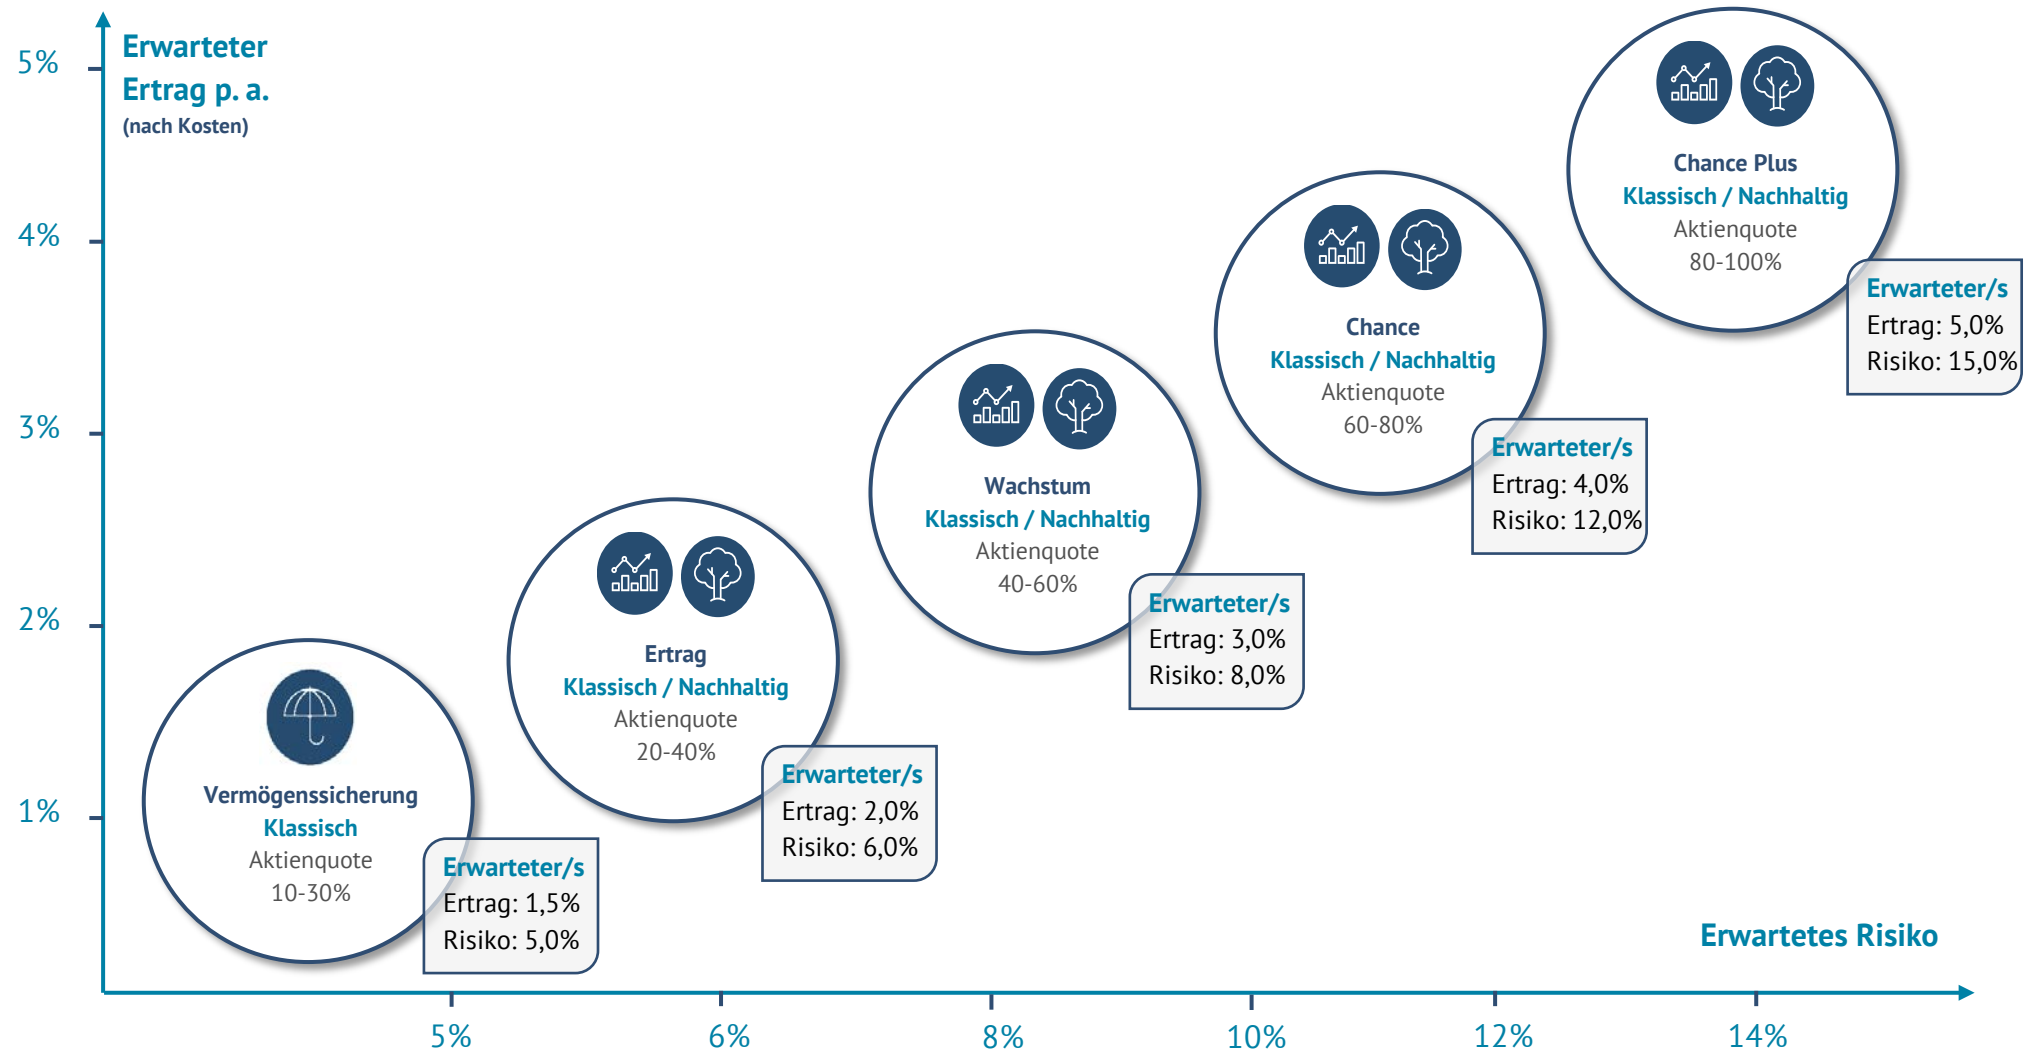 Erwarteter
Ertrag p. a.
(nach Kosten)
5%
4%
3%
2%
1%
Chance Plus
Klassisch / Nachhaltig
Aktienquote
80-100%
Erwarteter/s
Ertrag: 5,0%
Risiko: 15,0%
Chance
Klassisch / Nachhaltig
Aktienquote
60-80%
Erwarteter/s
Ertrag: 4,0%
Risiko: 12,0%
Wachstum
Klassisch / Nachhaltig
Aktienquote
40-60%
Erwarteter/s
Ertrag: 3,0%
Risiko: 8,0%
Ertrag
Klassisch / Nachhaltig
Aktienquote
20-40%
Erwarteter/s
Ertrag: 2,0%
Risiko: 6,0%
Vermögenssicherung
Klassisch
Aktienquote
10-30%
Erwarteter/s
Ertrag: 1,5%
Risiko: 5,0%
Erwartetes Risiko
5%
6%
8%
10%
12%
14%